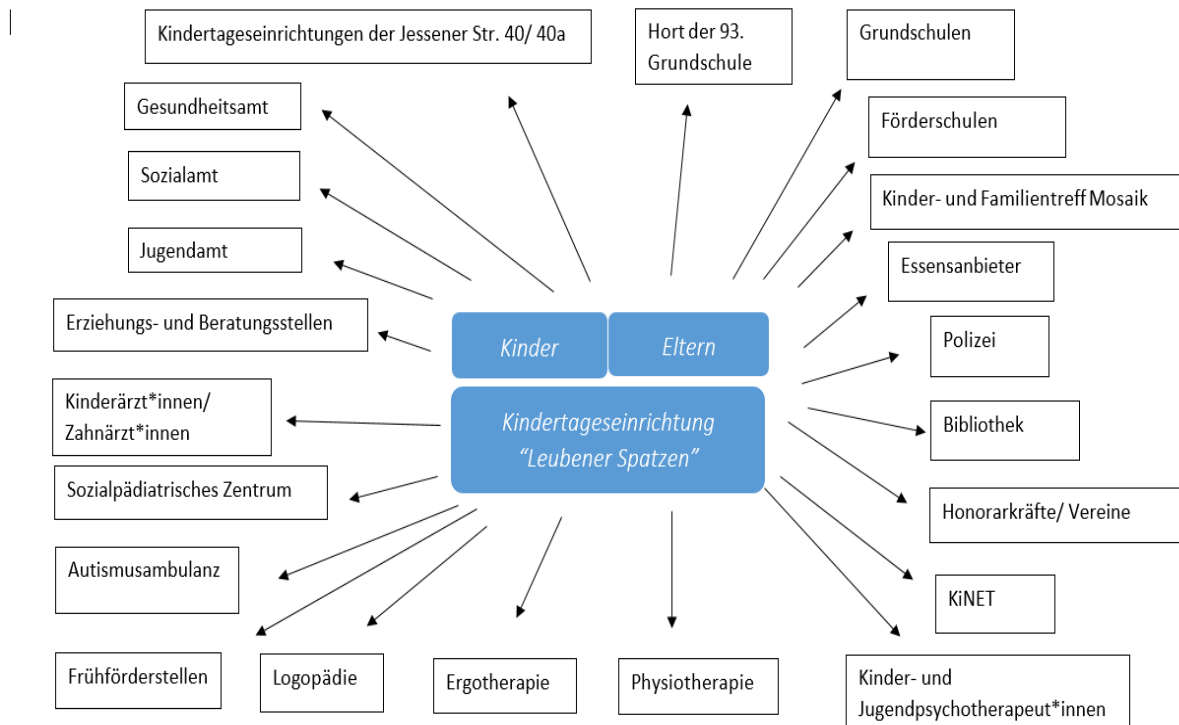 Kindertageseinrichtungen der Jessener Str. 40/ 40a
Hort der 93.
Grundschule
Grundschulen
Gesundheitsamt
Förderschulen
Sozialamt
Kinder- und Familientreff Mosaik
Jugendamt
Essensanbieter
Erziehungs- und Beratungsstellen
Kinder
Eltern
Polizei
Kinderärzt*innen/
Zahnärzt*innen
Kindertageseinrichtung
“Leubener Spatzen”
Bibliothek
Sozialpädiatrisches Zentrum
Honorarkräfte/ Vereine
Autismusambulanz
KiNET
Frühförderstellen
Logopädie
Ergotherapie
Physiotherapie
Kinder- und
Jugendpsychotherapeut*innen